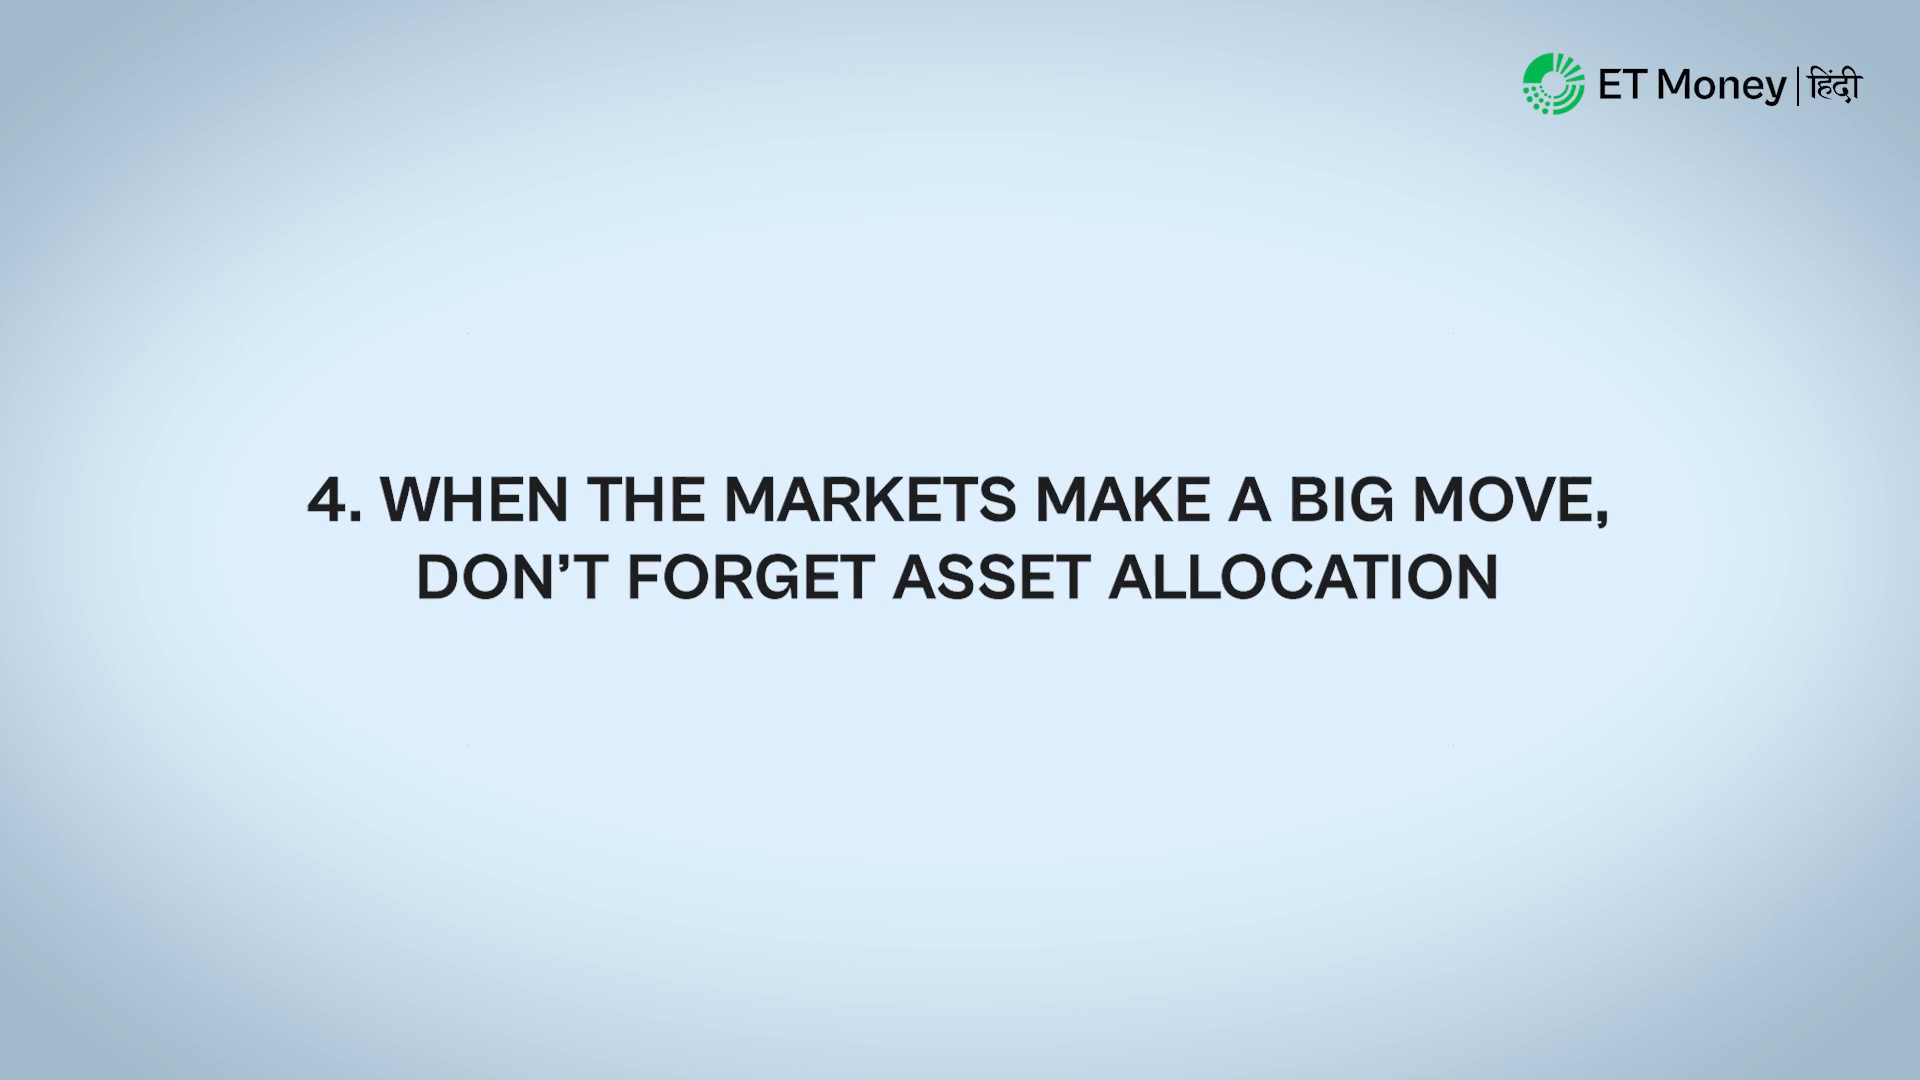 ET Money | हिंदी
4. WHEN THE MARKETS MAKE A BIG MOVE,
DON’T FORGET ASSET ALLOCATION